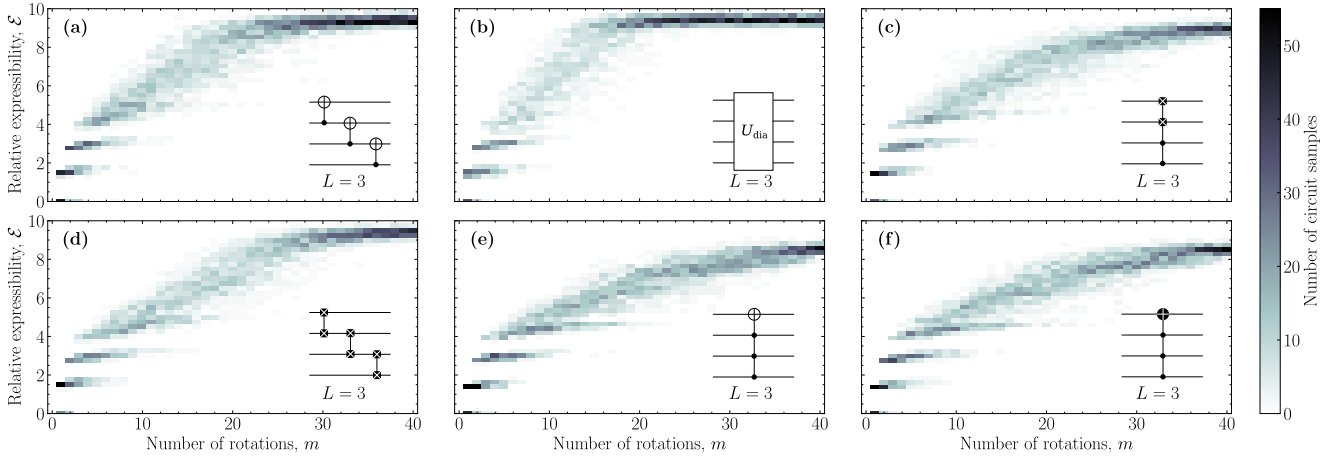 (a)
(b)
(c)
Relative expressibility, ℰ
10
8
6
4
2
0
U_dia
L = 3
L = 3
L = 3
(d)
(e)
(f)
Relative expressibility, ℰ
10
8
6
4
2
0
L = 3
L = 3
L = 3
0 10 20 30 40
0 10 20 30 40
0 10 20 30 40
Number of rotations, m
Number of rotations, m
Number of rotations, m
50
40
30
20
10
0
Number of circuit samples